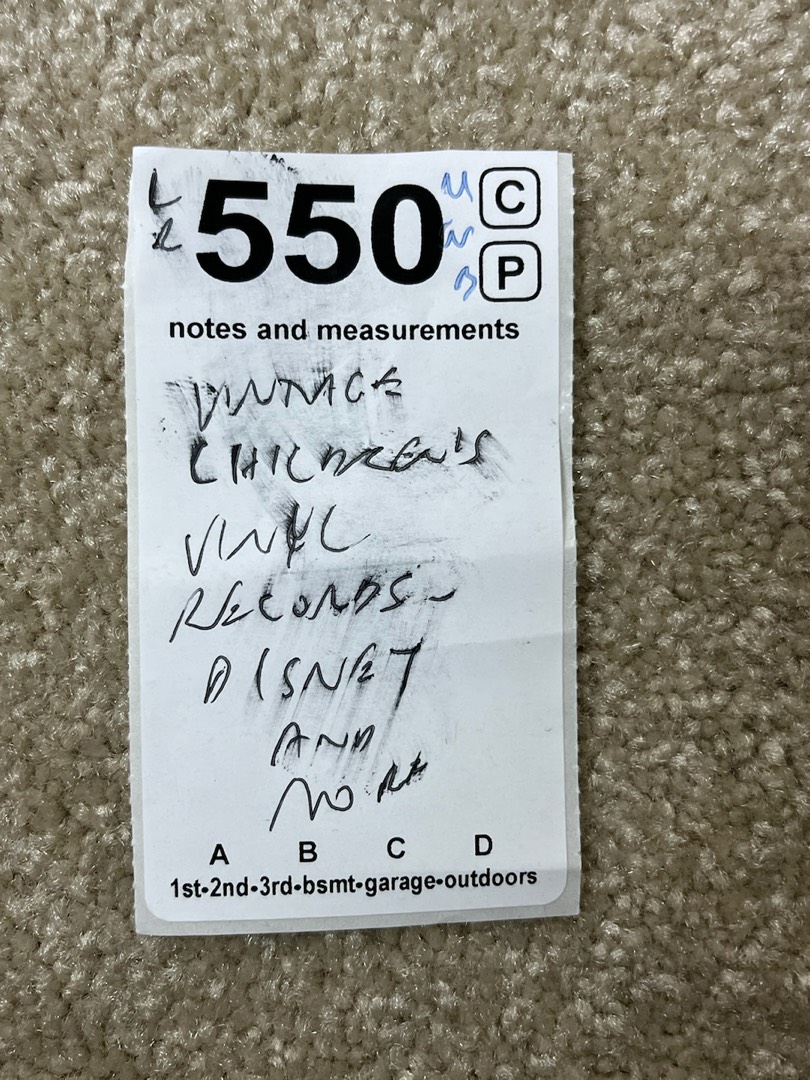 L
R
550
C
P
notes and measurements
VINTAGE
CHILDREN'S
VINYL
RECORDS~
DISNEY
AND
MORE
A B C D
1st•2nd•3rd•bsmt•garage•outdoors